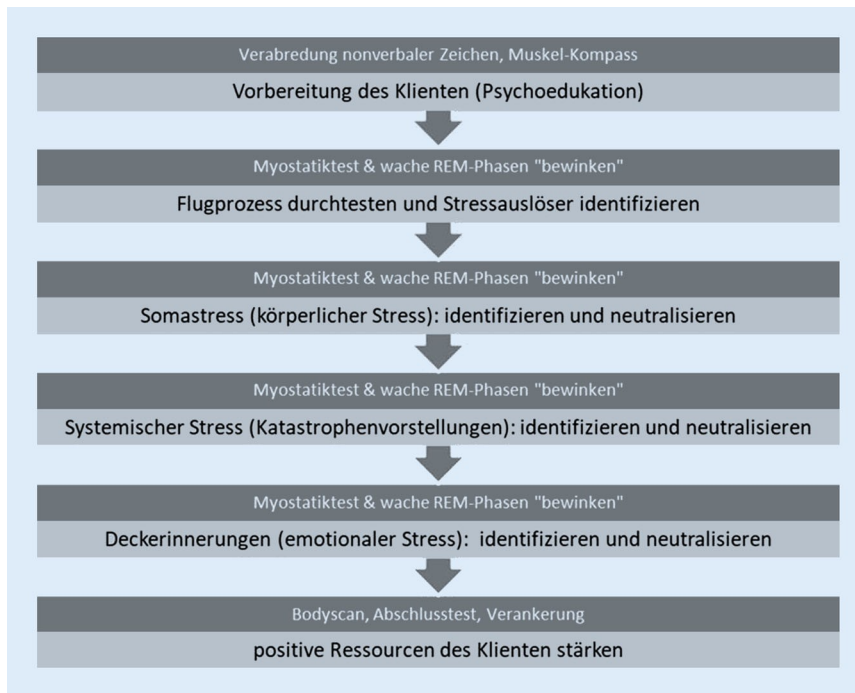 Verabredung nonverbaler Zeichen, Muskel-Kompass
Vorbereitung des Klienten (Psychoedukation)
Myostatiktest & wache REM-Phasen "bewinken"
Flugprozess durchtesten und Stressauslöser identifizieren
Myostatiktest & wache REM-Phasen "bewinken"
Somastress (körperlicher Stress): identifizieren und neutralisieren
Myostatiktest & wache REM-Phasen "bewinken"
Systemischer Stress (Katastrophenvorstellungen): identifizieren und neutralisieren
Myostatiktest & wache REM-Phasen "bewinken"
Deckerinnerungen (emotionaler Stress): identifizieren und neutralisieren
Bodyscan, Abschlusstest, Verankerung
positive Ressourcen des Klienten stärken